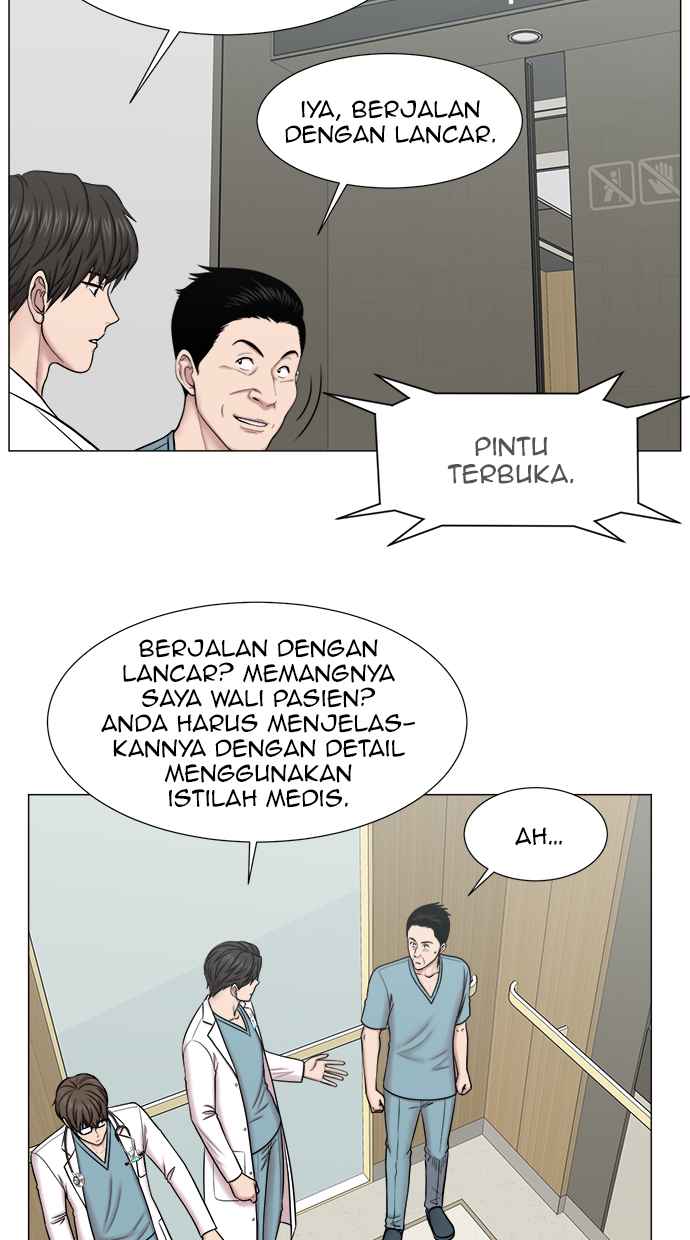 IYA, BERJALAN
DENGAN LANCAR.
PINTU
TERBUKA.
BERJALAN DENGAN
LANCAR? MEMANGNYA
SAYA WALI PASIEN?
ANDA HARUS MENJELAS-
KANNYA DENGAN DETAIL
MENGGUNAKAN
ISTILAH MEDIS.
AH...